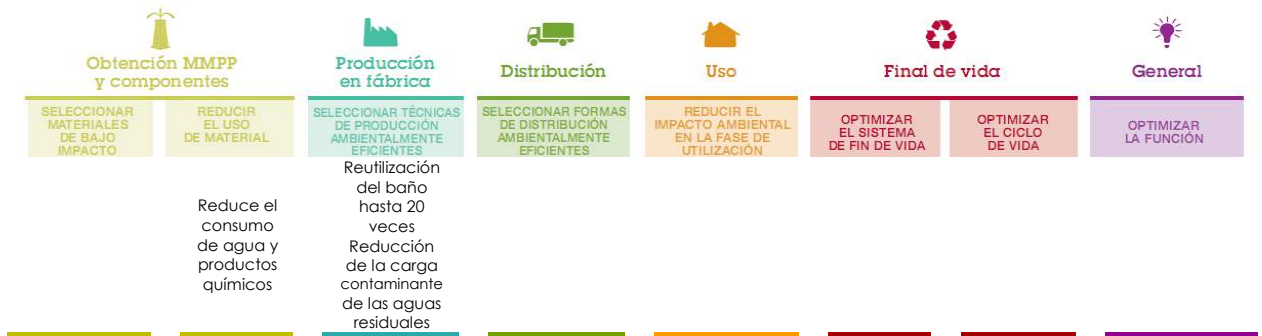 Obtención MMPP
y componentes
Producción
en fábrica
Distribución
Uso
Final de vida
General
SELECCIONAR
MATERIALES
DE BAJO
IMPACTO
REDUCIR
EL USO
DE MATERIAL
SELECCIONAR TÉCNICAS
DE PRODUCCIÓN
AMBIENTALMENTE
EFICIENTES
SELECCIONAR FORMAS
DE DISTRIBUCIÓN
AMBIENTALMENTE
EFICIENTES
REDUCIR EL
IMPACTO AMBIENTAL
EN LA FASE DE
UTILIZACIÓN
OPTIMIZAR
EL SISTEMA
DE FIN DE VIDA
OPTIMIZAR
EL CICLO
DE VIDA
OPTIMIZAR
LA FUNCIÓN
Reduce el
consumo
de agua y
productos
químicos
Reutilización
del baño
hasta 20
veces
Reducción
de la carga
contaminante
de las aguas
residuales